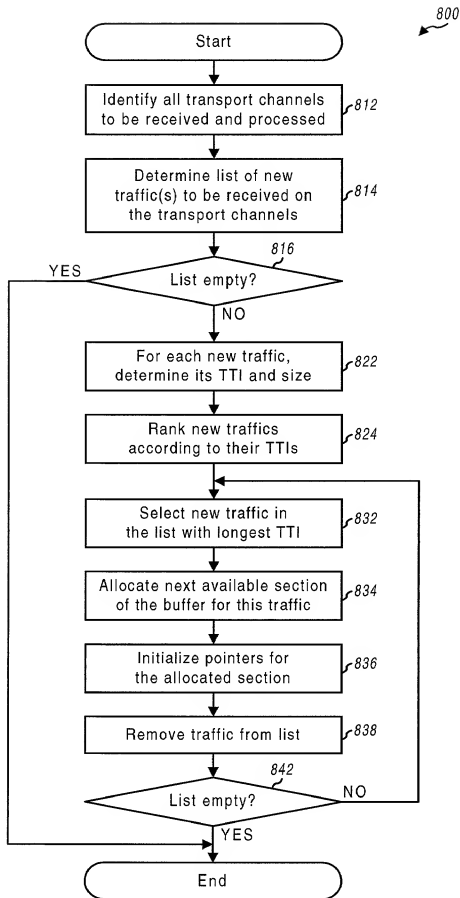 800
Start
Identify all transport channels
to be received and processed
812
Determine list of new
traffic(s) to be received on
the transport channels
814
816
YES
List empty?
NO
For each new traffic,
determine its TTI and size
822
Rank new traffics
according to their TTIs
824
Select new traffic in
the list with longest TTI
832
Allocate next available section
of the buffer for this traffic
834
Initialize pointers for
the allocated section
836
Remove traffic from list
838
842
List empty?
NO
YES
End